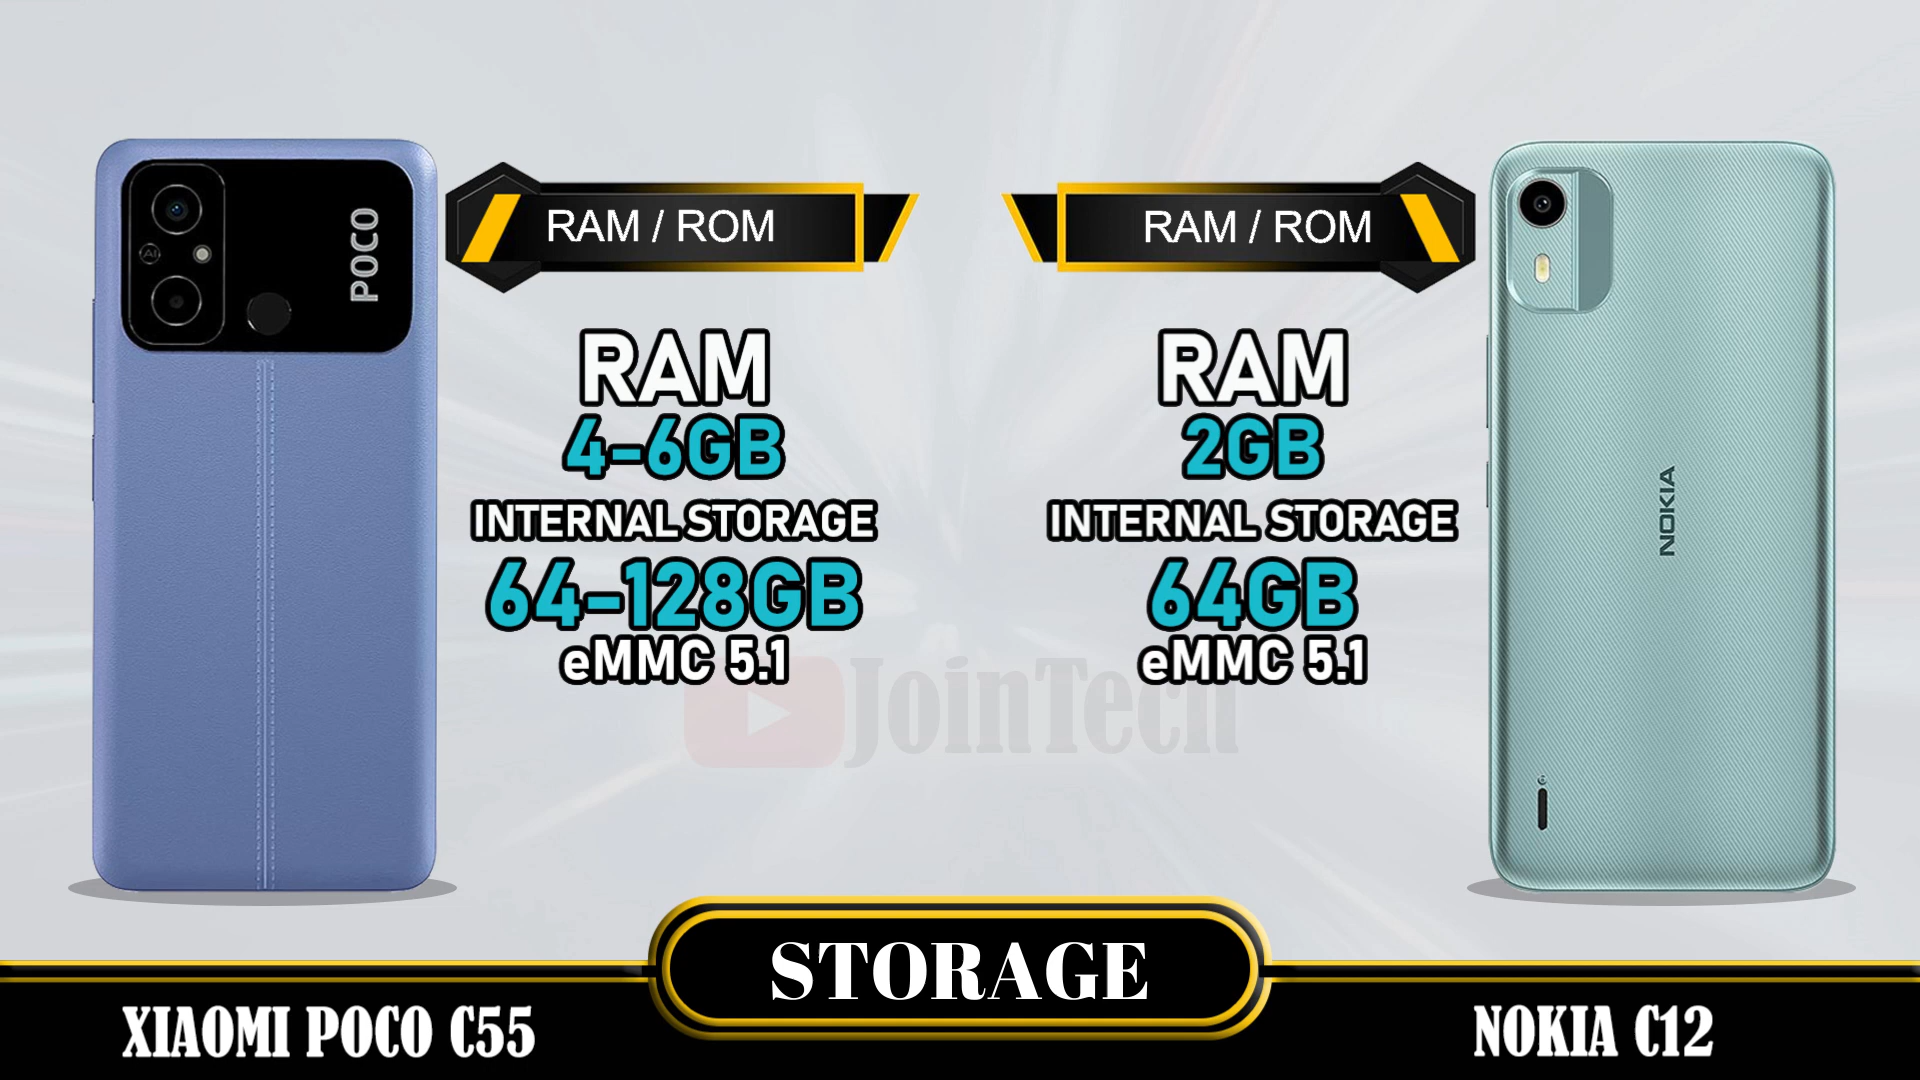 POCO
AI
RAM / ROM
RAM
4-6GB
INTERNAL STORAGE
64-128GB
eMMC 5.1
RAM / ROM
RAM
2GB
INTERNAL STORAGE
64GB
eMMC 5.1
NOKIA
JoinTech
STORAGE
XIAOMI POCO C55
NOKIA C12